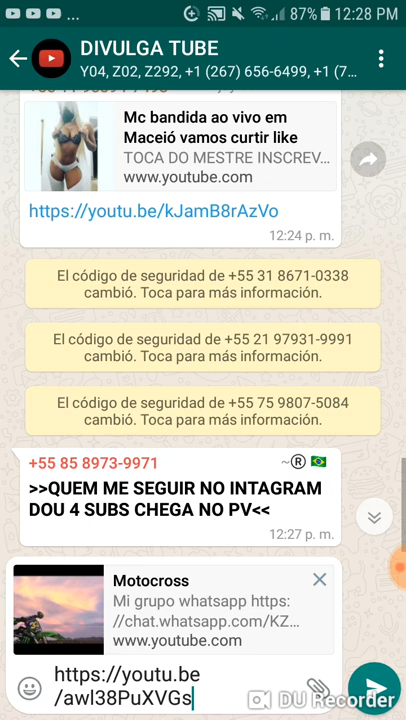 87% 12:28 PM
DIVULGA TUBE
Y04, Z02, Z292, +1 (267) 656-6499, +1 (7…
Mc bandida ao vivo em
Maceió vamos curtir like
TOCA DO MESTRE INSCREV…
www.youtube.com
https://youtu.be/kJamB8rAzVo
12:24 p. m.
El código de seguridad de +55 31 8671-0338
cambió. Toca para más información.
El código de seguridad de +55 21 97931-9991
cambió. Toca para más información.
El código de seguridad de +55 75 9807-5084
cambió. Toca para más información.
+55 85 8973-9971 ~® 🇧🇷
>>QUEM ME SEGUIR NO INTAGRAM
DOU 4 SUBS CHEGA NO PV<<
12:27 p. m.
Motocross
Mi grupo whatsapp https:
//chat.whatsapp.com/KZ…
www.youtube.com
https://youtu.be
/awl38PuXVGs
DU Recorder